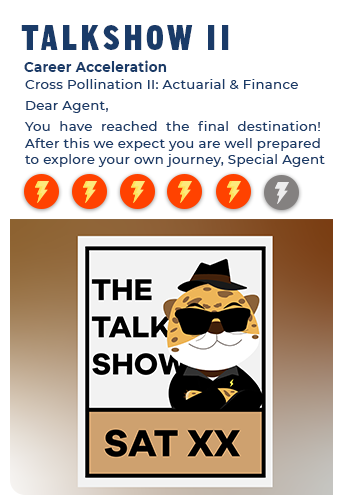 TALKSHOW II
Career Acceleration
Cross Pollination II: Actuarial & Finance
Dear Agent,
You have reached the final destination!
After this we expect you are well prepared
to explore your own journey, Special Agent
THE
TALK
SHOW
SAT XX